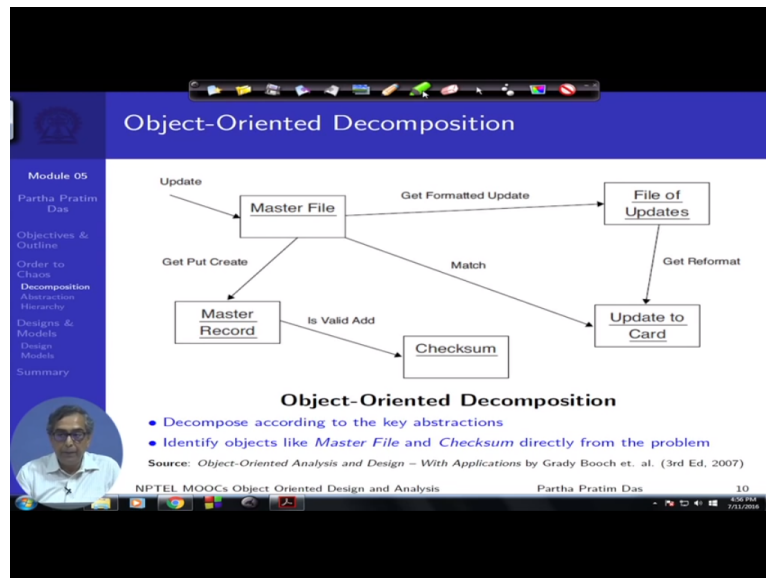 Object-Oriented Decomposition
Module 05
Partha Pratim
Das
Objectives &
Outline
Order to
Chaos
Decomposition
Abstraction
Hierarchy
Designs &
Models
Design
Models
Summary
Update
Master File
Get Formatted Update
File of
Updates
Get Put Create
Match
Get Reformat
Master
Record
Is Valid Add
Checksum
Update to
Card
Object-Oriented Decomposition
• Decompose according to the key abstractions
• Identify objects like Master File and Checksum directly from the problem
Source: Object-Oriented Analysis and Design – With Applications by Grady Booch et. al. (3rd Ed, 2007)
NPTEL MOOCs Object Oriented Design and Analysis Partha Pratim Das 10
4:56 PM
7/11/2016